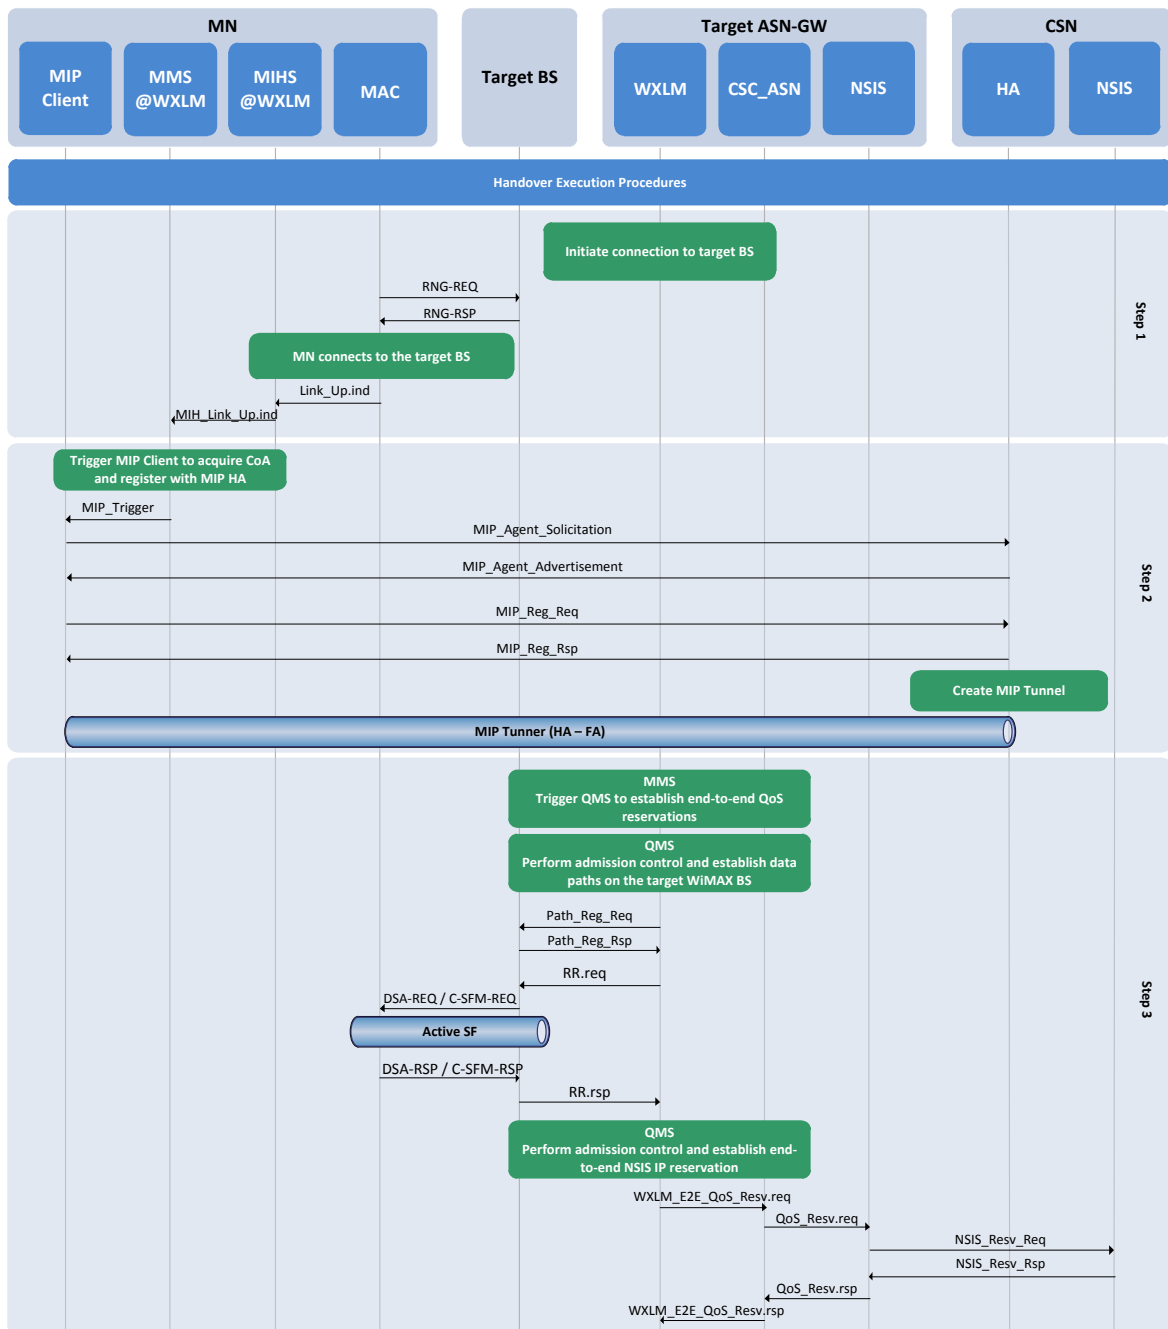 MN
Target ASN-GW
CSN
MIP
Client
MMS
@WXLM
MIHS
@WXLM
MAC
Target BS
WXLM
CSC_ASN
NSIS
HA
NSIS
Handover Execution Procedures
Initiate connection to target BS
RNG-REQ
RNG-RSP
Step 1
MN connects to the target BS
Link_Up.ind
MIH_Link_Up.ind
Trigger MIP Client to acquire CoA
and register with MIP HA
MIP_Trigger
MIP_Agent_Solicitation
MIP_Agent_Advertisement
Step 2
MIP_Reg_Req
MIP_Reg_Rsp
Create MIP Tunnel
MIP Tunner (HA – FA)
MMS
Trigger QMS to establish end-to-end QoS
reservations
QMS
Perform admission control and establish data
paths on the target WiMAX BS
Path_Reg_Req
Path_Reg_Rsp
RR.req
DSA-REQ / C-SFM-REQ
Step 3
Active SF
DSA-RSP / C-SFM-RSP
RR.rsp
QMS
Perform admission control and establish end-
to-end NSIS IP reservation
WXLM_E2E_QoS_Resv.req
QoS_Resv.req
NSIS_Resv_Req
NSIS_Resv_Rsp
QoS_Resv.rsp
WXLM_E2E_QoS_Resv.rsp